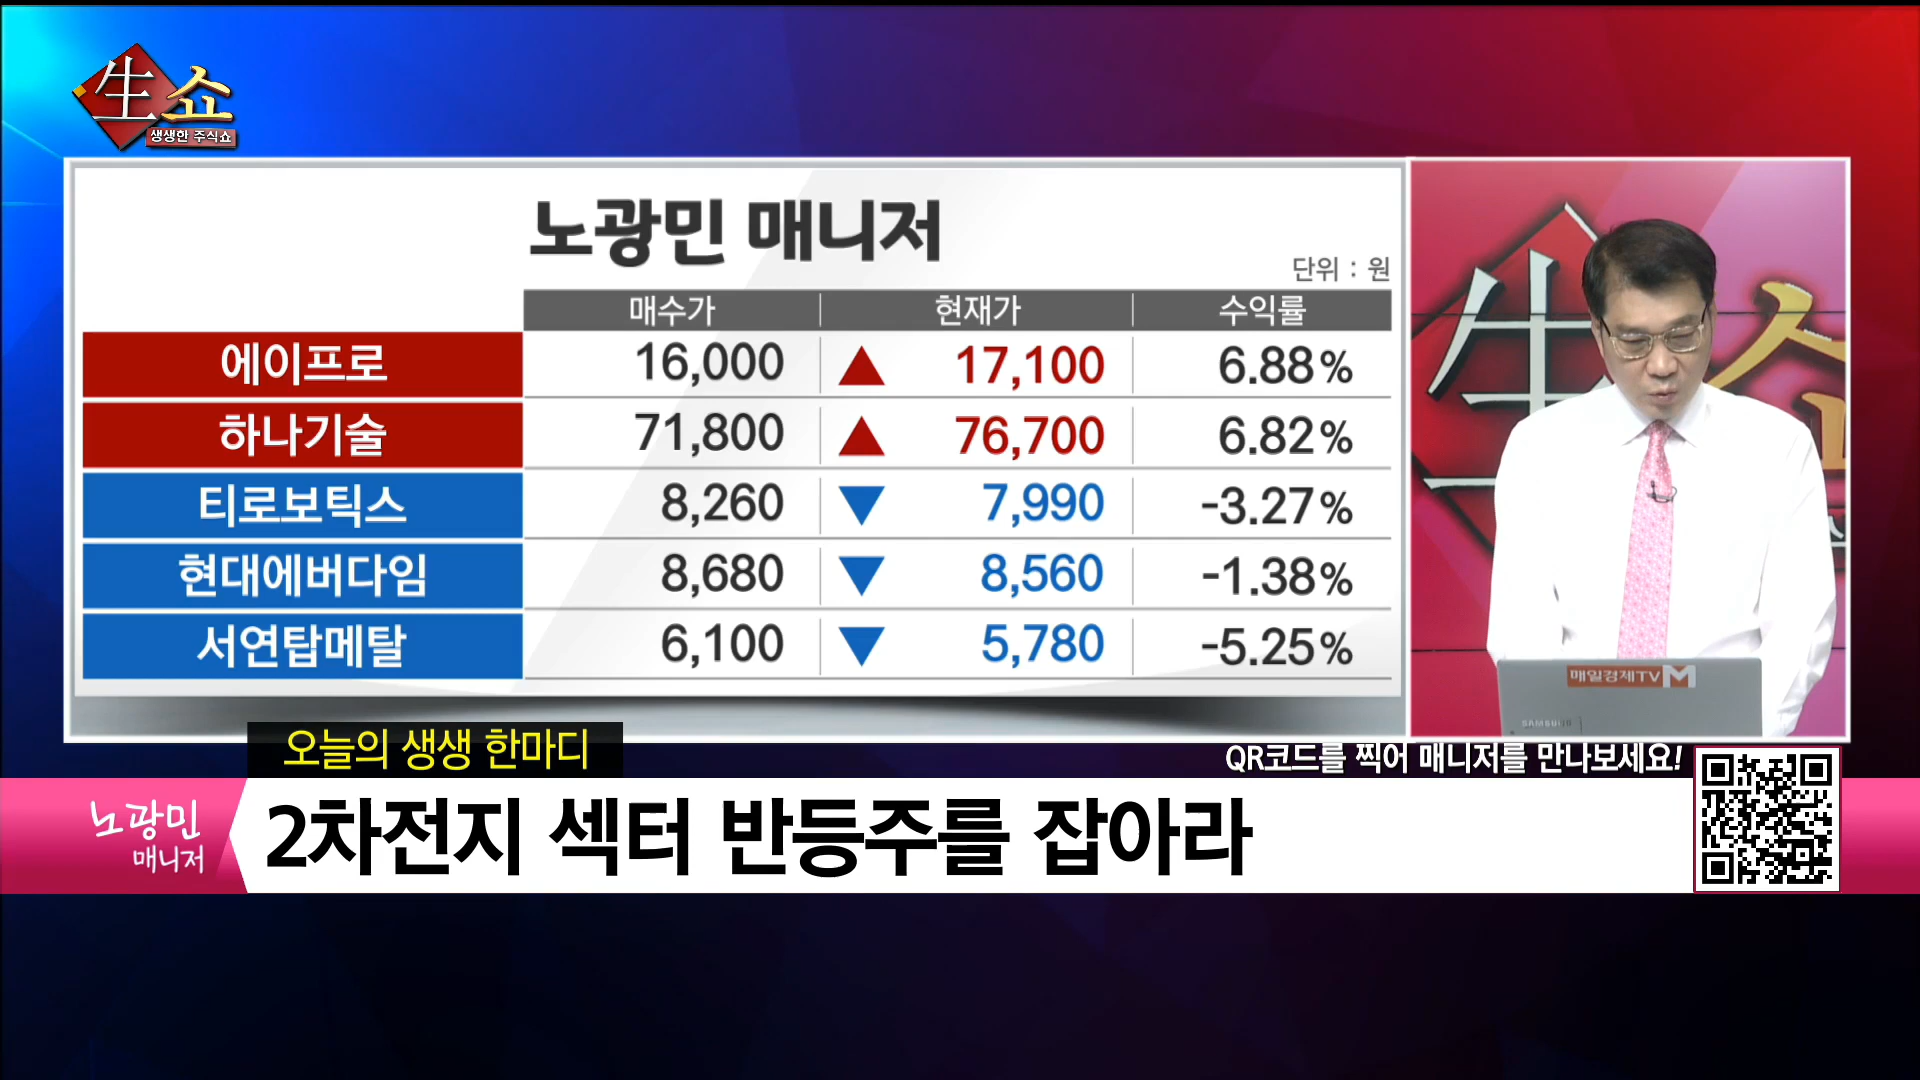 生쇼
생생한 주식쇼
노광민 매니저
단위 : 원
매수가 현재가 수익률
에이프로 16,000 ▲ 17,100 6.88%
하나기술 71,800 ▲ 76,700 6.82%
티로보틱스 8,260 ▼ 7,990 -3.27%
현대에버다임 8,680 ▼ 8,560 -1.38%
서연탑메탈 6,100 ▼ 5,780 -5.25%
生쇼
매일경제TV M
SAMSUNG
오늘의 생생 한마디
QR코드를 찍어 매니저를 만나보세요!
노광민
매니저
2차전지 섹터 반등주를 잡아라